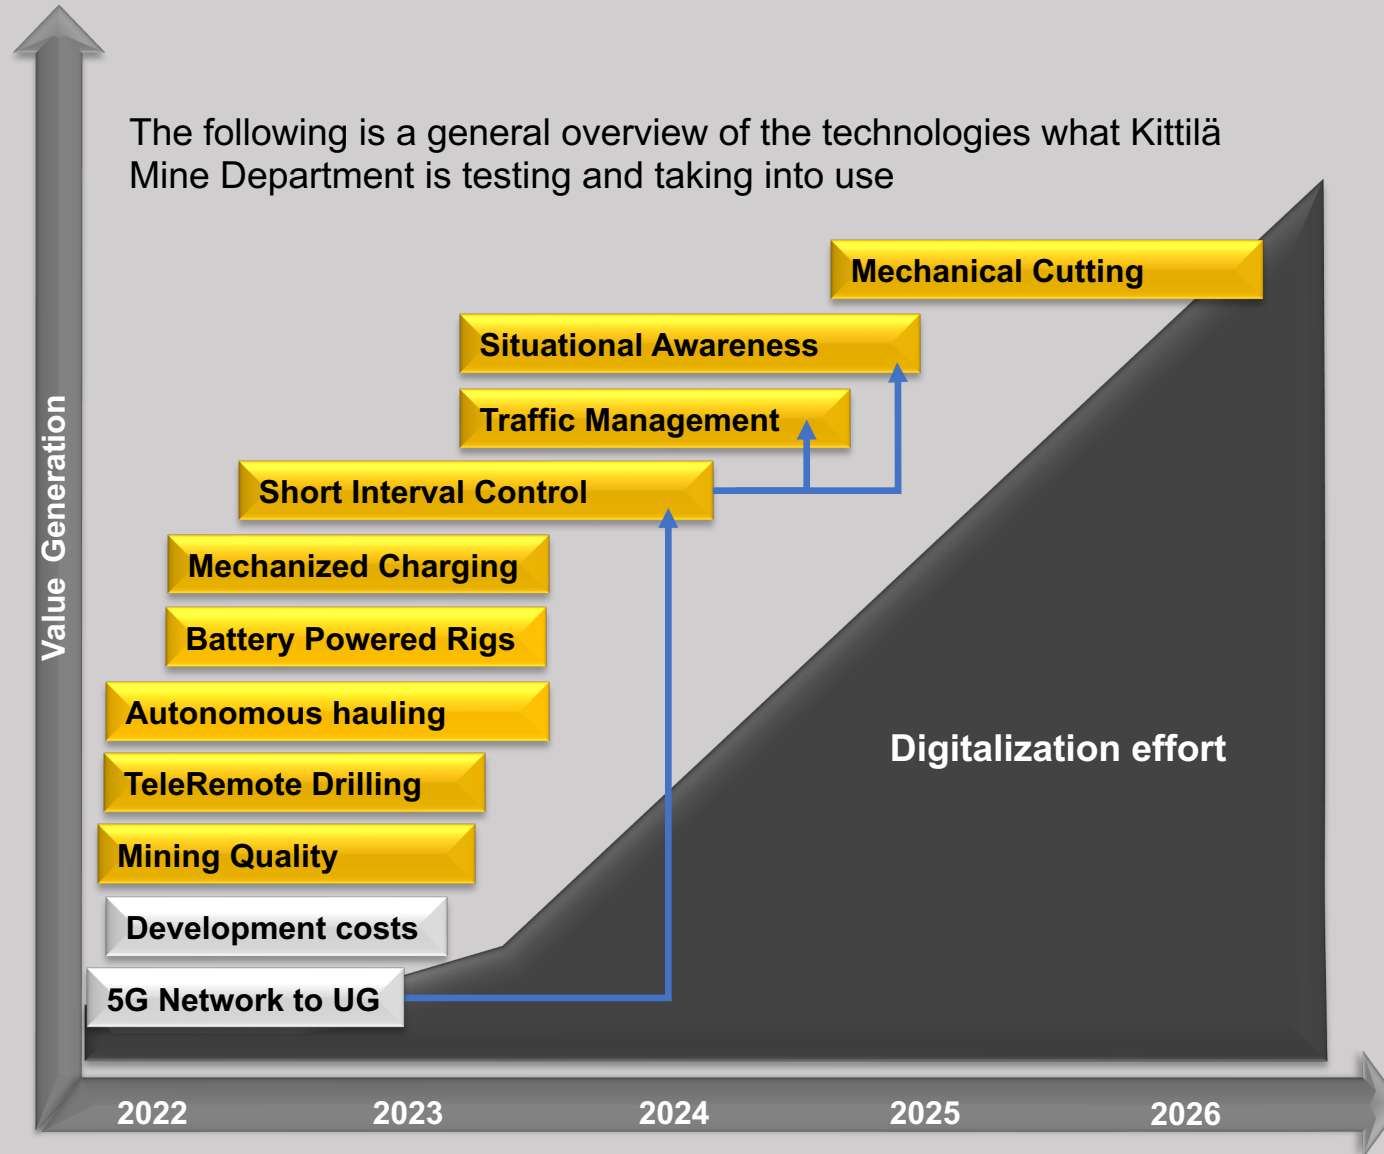 The following is a general overview of the technologies what Kittilä
Mine Department is testing and taking into use
Mechanical Cutting
Situational Awareness
Traffic Management
Short Interval Control
Mechanized Charging
Battery Powered Rigs
Autonomous hauling
TeleRemote Drilling
Mining Quality
Development costs
5G Network to UG
Digitalization effort
Value Generation
2022
2023
2024
2025
2026